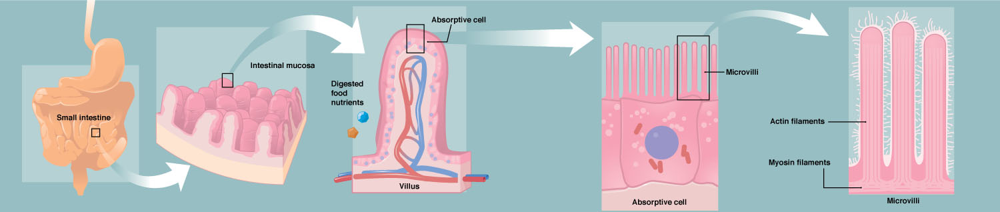 Small intestine
Intestinal mucosa
Digested
food
nutrients
Absorptive cell
Villus
Microvilli
Absorptive cell
Actin filaments
Myosin filaments
Microvilli